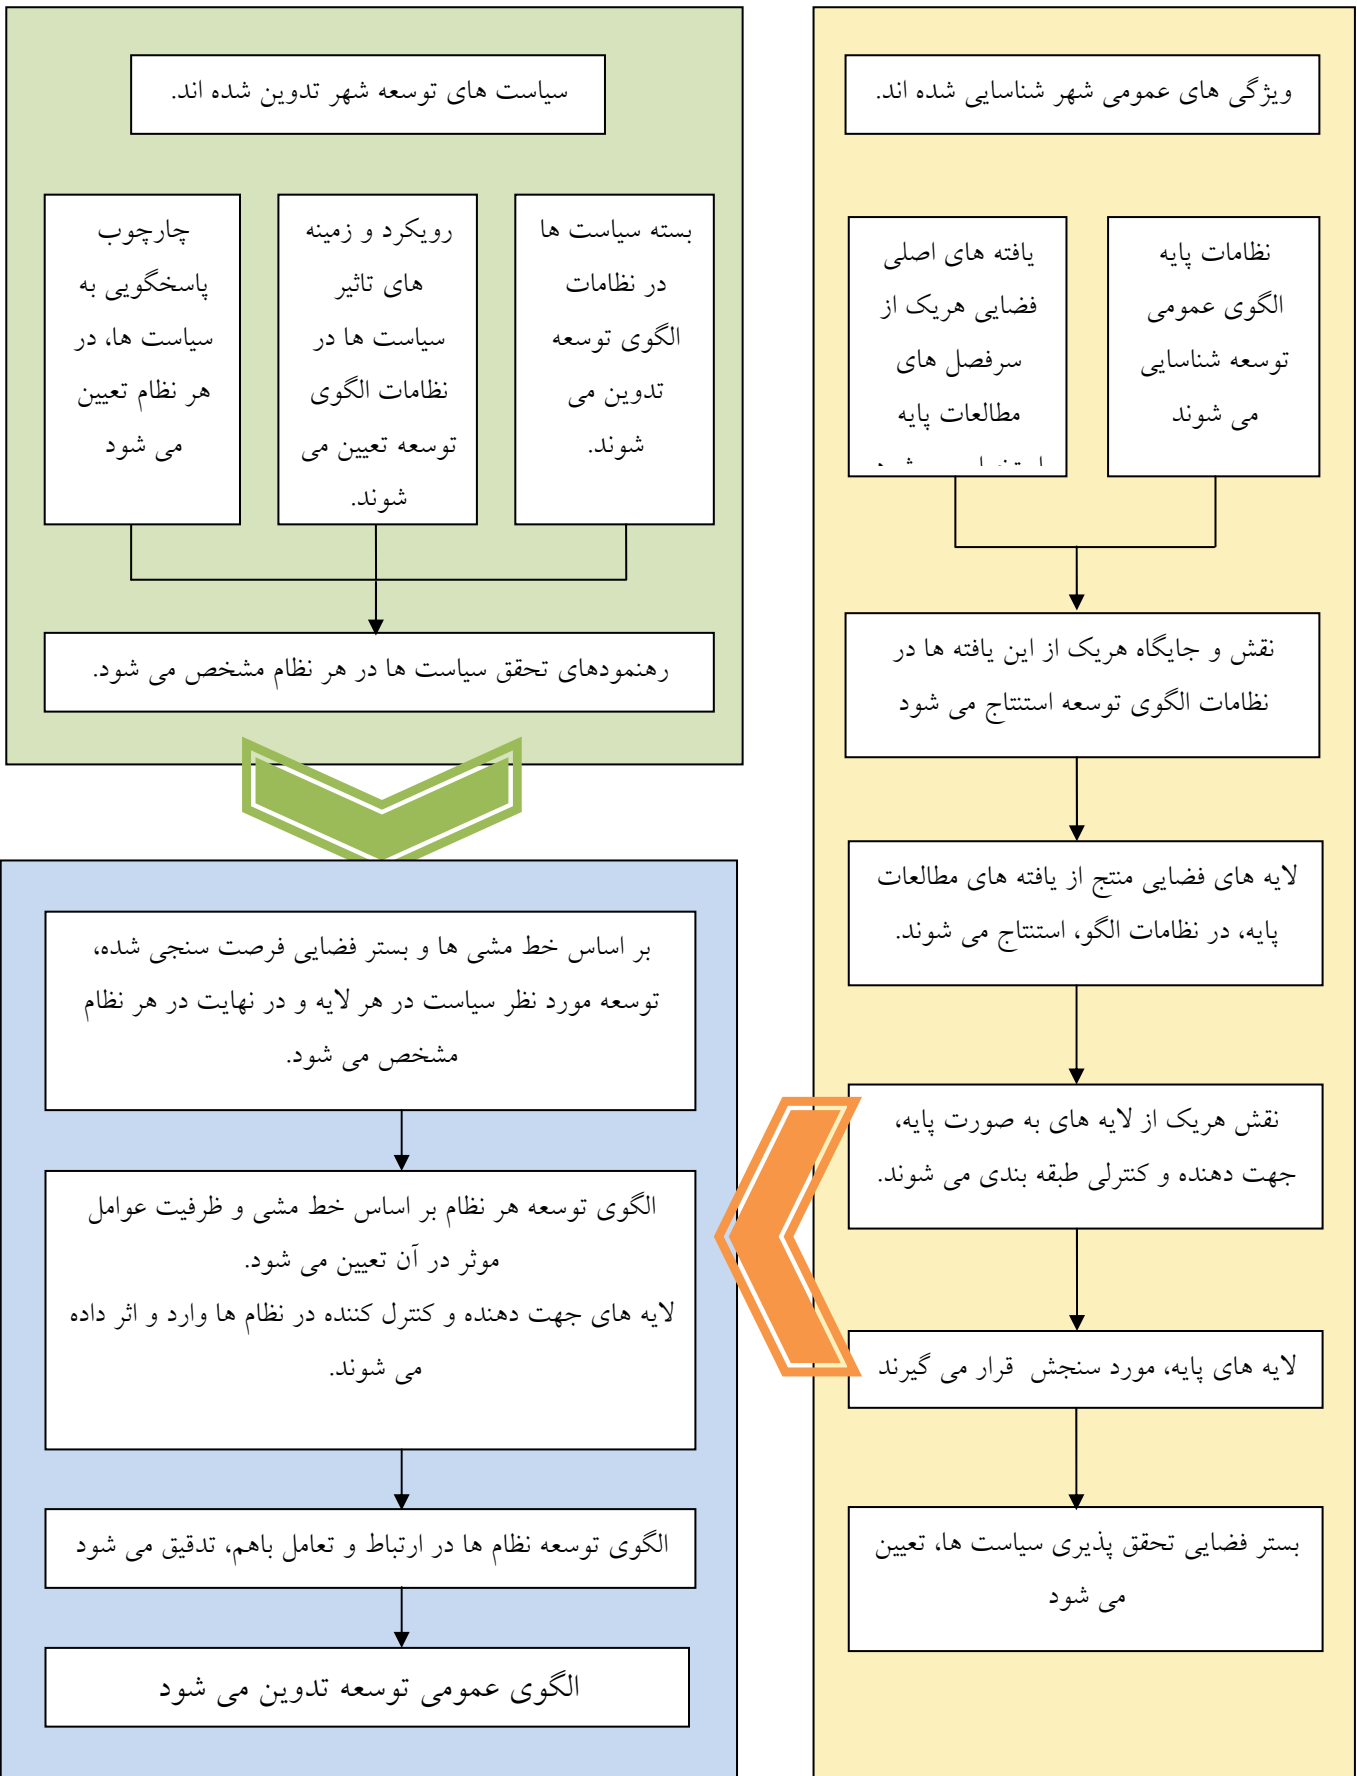 ویژگی های عمومی شهر شناسایی شده اند.
نظامات پایه
الگوی عمومی
توسعه شناسایی
می شوند
یافته های اصلی
فضایی هریک از
سرفصل های
مطالعات پایه
نقش و جایگاه هریک از این یافته ها در
نظامات الگوی توسعه استنتاج می شود
لایه های فضایی منتج از یافته های مطالعات
پایه، در نظامات الگو، استنتاج می شوند.
نقش هریک از لایه های به صورت پایه،
جهت دهنده و کنترلی طبقه بندی می شوند.
لایه های پایه، مورد سنجش  قرار می گیرند
بستر فضایی تحقق پذیری سیاست ها، تعیین
می شود
سیاست های توسعه شهر تدوین شده اند.
بسته سیاست ها
در نظامات
الگوی توسعه
تدوین می
شوند.
رویکرد و زمینه
های تاثیر
سیاست ها در
نظامات الگوی
توسعه تعیین می
شوند.
چارچوب
پاسخگویی به
سیاست ها، در
هر نظام تعیین
می شود
رهنمودهای تحقق سیاست ها در هر نظام مشخص می شود.
بر اساس خط مشی ها و بستر فضایی فرصت سنجی شده،
توسعه مورد نظر سیاست در هر لایه و در نهایت در هر نظام
مشخص می شود.
الگوی توسعه هر نظام بر اساس خط مشی و ظرفیت عوامل
موثر در آن تعیین می شود.
لایه های جهت دهنده و کنترل کننده در نظام ها وارد و اثر داده
می شوند.
الگوی توسعه نظام ها در ارتباط و تعامل باهم، تدقیق می شود
الگوی عمومی توسعه تدوین می شود